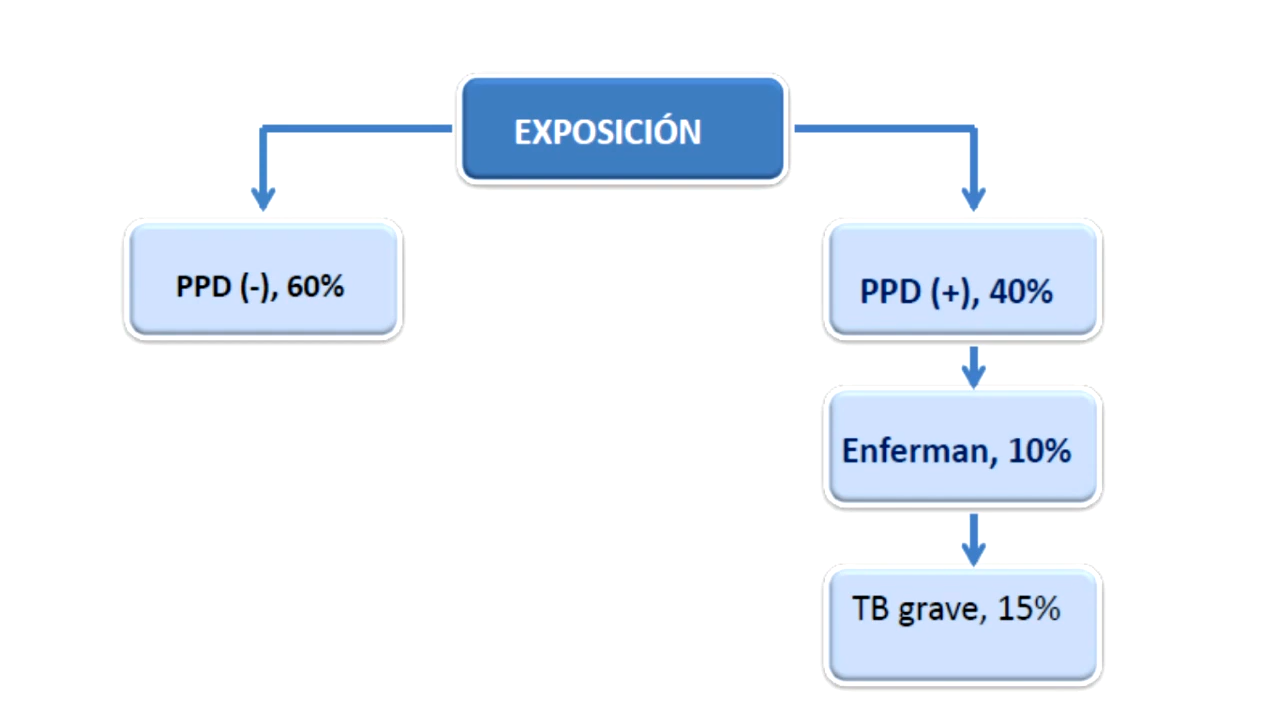 EXPOSICIÓN
PPD (-), 60%
PPD (+), 40%
Enferman, 10%
TB grave, 15%